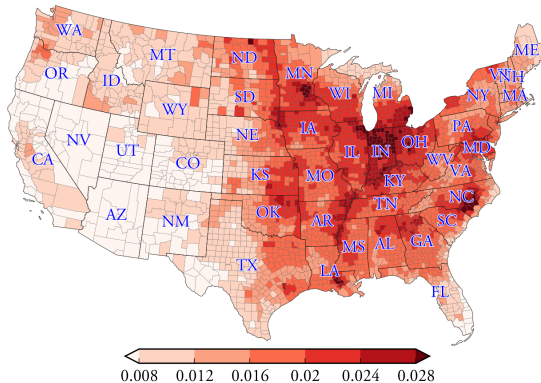 WA
ME
MT
ND
OR
MN
VT
NH
ID
WI
MI
NY
MA
SD
WY
IA
PA
NE
NV
OH
UT
IL
IN
MD
CA
CO
WV
KS
MO
VA
KY
NC
OK
TN
AZ
NM
AR
SC
MS
AL
GA
TX
LA
FL
0.008 0.012 0.016 0.02 0.024 0.028